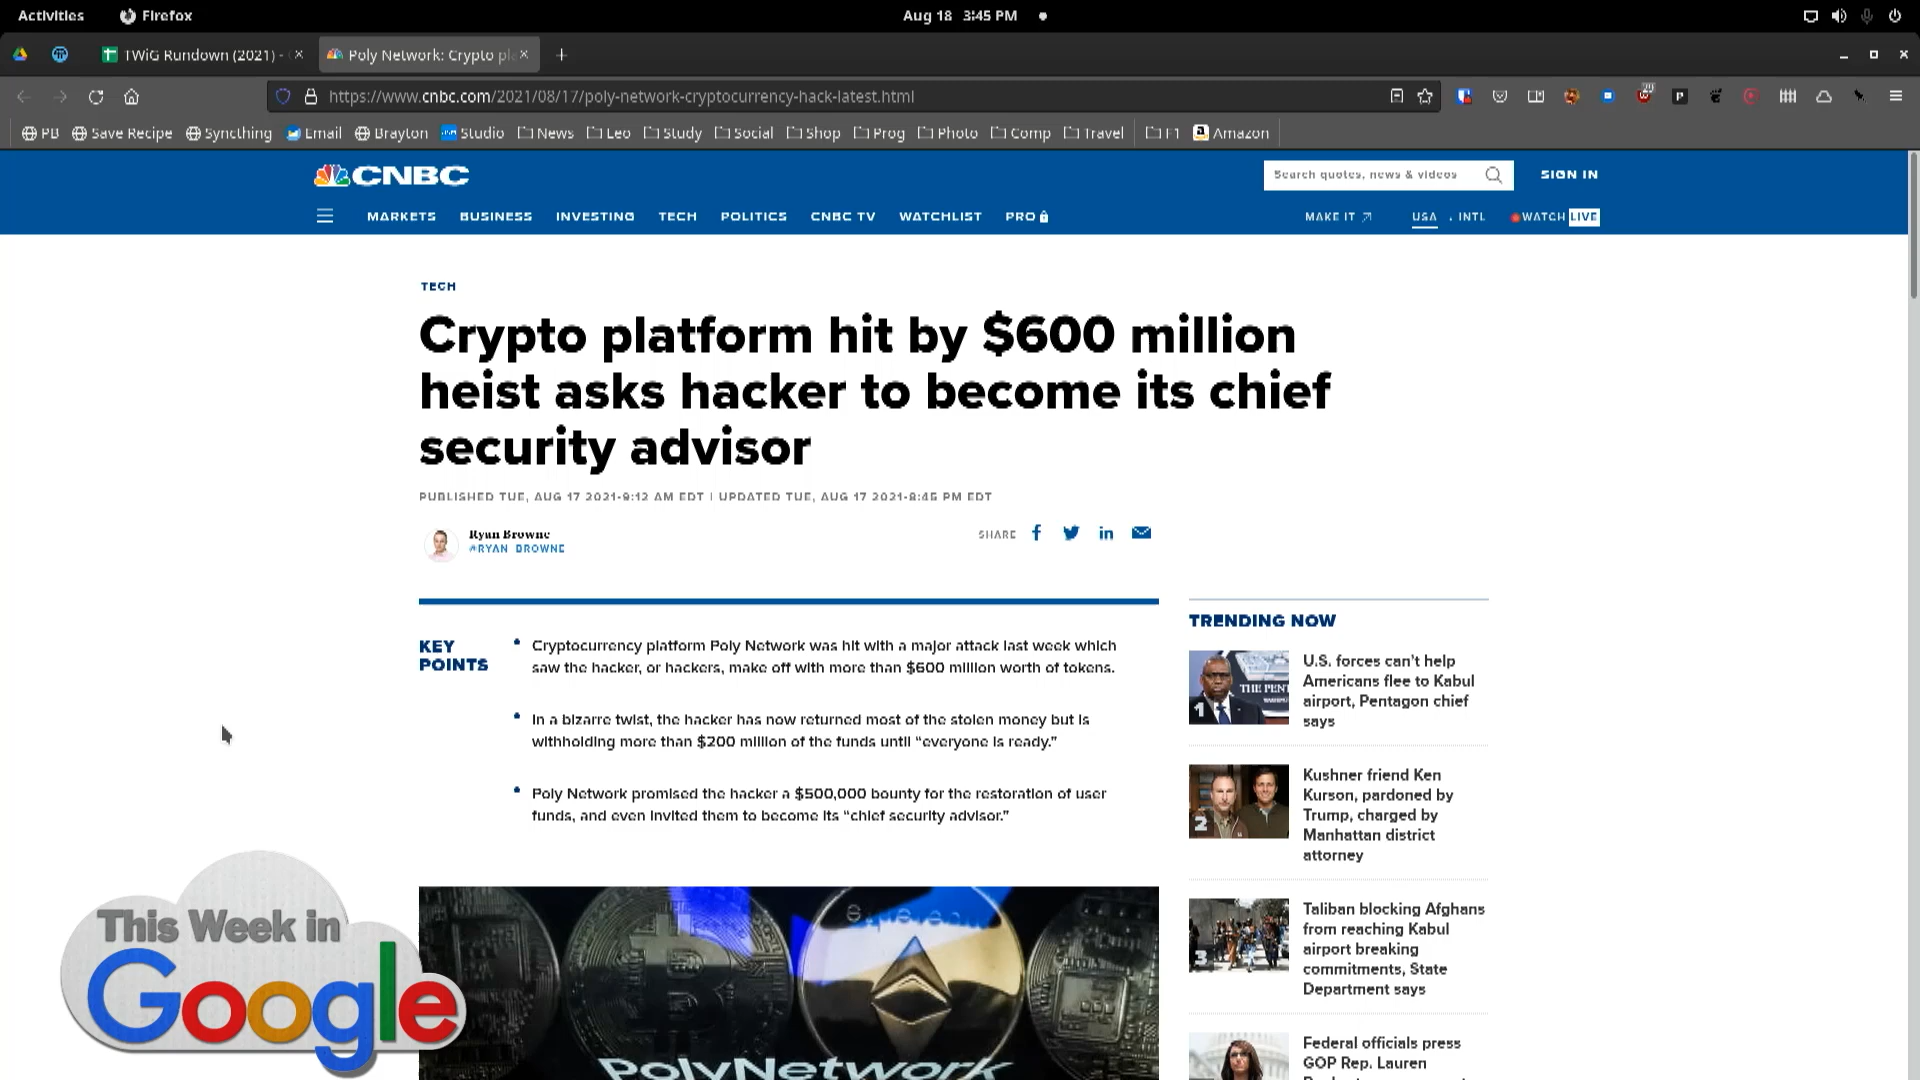 Activities
Firefox
Aug 18 3:45 PM
TWiG Rundown (2021) -
Poly Network: Crypto pl
https://www.cnbc.com/2021/08/17/poly-network-cryptocurrency-hack-latest.html
20
PB
Save Recipe
Syncthing
Email
Brayton
Studio
News
Leo
Study
Social
Shop
Prog
Photo
Comp
Travel
F1
Amazon
CNBC
Search quotes, news & videos
SIGN IN
MARKETS
BUSINESS
INVESTING
TECH
POLITICS
CNBC TV
WATCHLIST
PRO
MAKE IT
USA
INTL
WATCH LIVE
TECH
Crypto platform hit by $600 million
heist asks hacker to become its chief
security advisor
PUBLISHED TUE, AUG 17 2021-9:12 AM EDT | UPDATED TUE, AUG 17 2021-8:45 PM EDT
Ryan Browne
@RYAN_BROWNE
SHARE
KEY
POINTS
Cryptocurrency platform Poly Network was hit with a major attack last week which
saw the hacker, or hackers, make off with more than $600 million worth of tokens.
In a bizarre twist, the hacker has now returned most of the stolen money but is
withholding more than $200 million of the funds until “everyone is ready.”
Poly Network promised the hacker a $500,000 bounty for the restoration of user
funds, and even invited them to become its “chief security advisor.”
TRENDING NOW
THE PENT
1
U.S. forces can’t help
Americans flee to Kabul
airport, Pentagon chief
says
2
Kushner friend Ken
Kurson, pardoned by
Trump, charged by
Manhattan district
attorney
3
Taliban blocking Afghans
from reaching Kabul
airport breaking
commitments, State
Department says
Federal officials press
GOP Rep. Lauren
ethereum
PolyNetwork
This Week in
Google